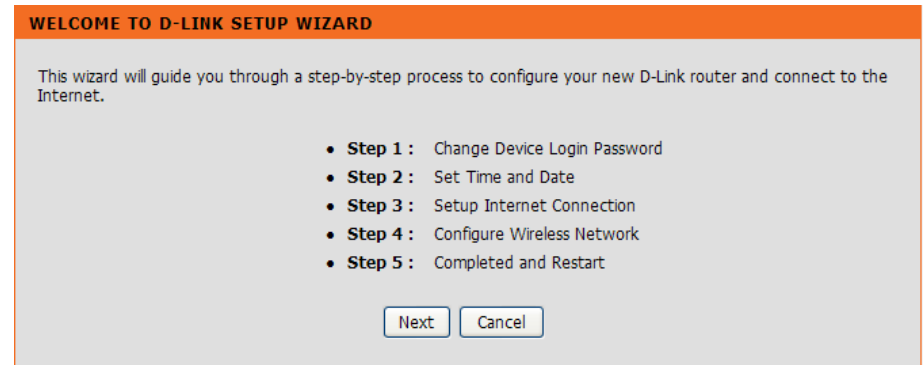 WELCOME TO D-LINK SETUP WIZARD
This wizard will guide you through a step-by-step process to configure your new D-Link router and connect to the
Internet.
• Step 1 : Change Device Login Password
• Step 2 : Set Time and Date
• Step 3 : Setup Internet Connection
• Step 4 : Configure Wireless Network
• Step 5 : Completed and Restart
Next Cancel